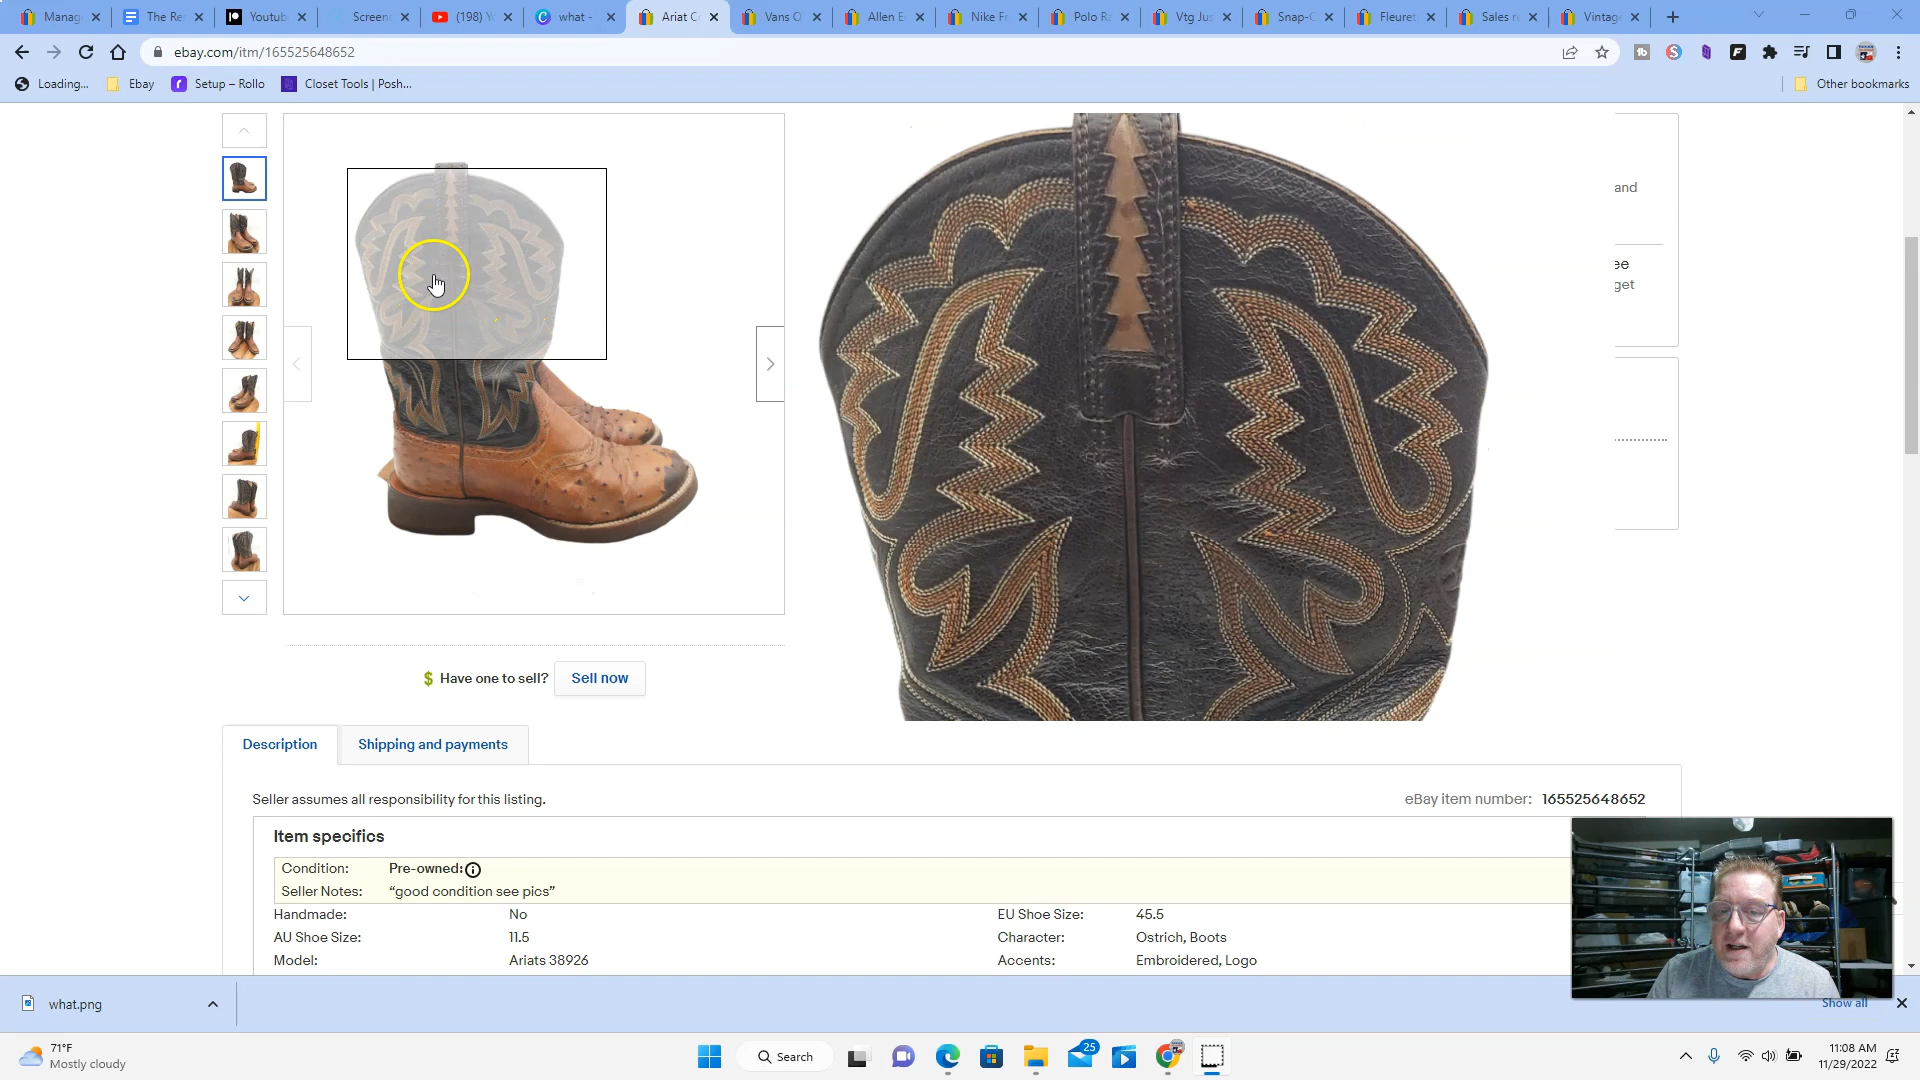 Manag
The Re
Youtub
Screen
(198) Y
what -
Ariat C
Vans O
Allen E
Nike Fr
Polo Ra
Vtg Jus
Snap-O
Fleuret
Sales r
Vintag
ebay.com/itm/165525648652
Loading...
Ebay
Setup – Rollo
Closet Tools | Posh...
Other bookmarks
and
ee
get
$ Have one to sell?
Sell now
Description
Shipping and payments
Seller assumes all responsibility for this listing.
eBay item number: 165525648652
Item specifics
Condition: Pre-owned:
Seller Notes: “good condition see pics”
Handmade: No
EU Shoe Size: 45.5
AU Shoe Size: 11.5
Character: Ostrich, Boots
Model: Ariats 38926
Accents: Embroidered, Logo
what.png
Show all
71°F
Mostly cloudy
Search
25
11:08 AM
11/29/2022